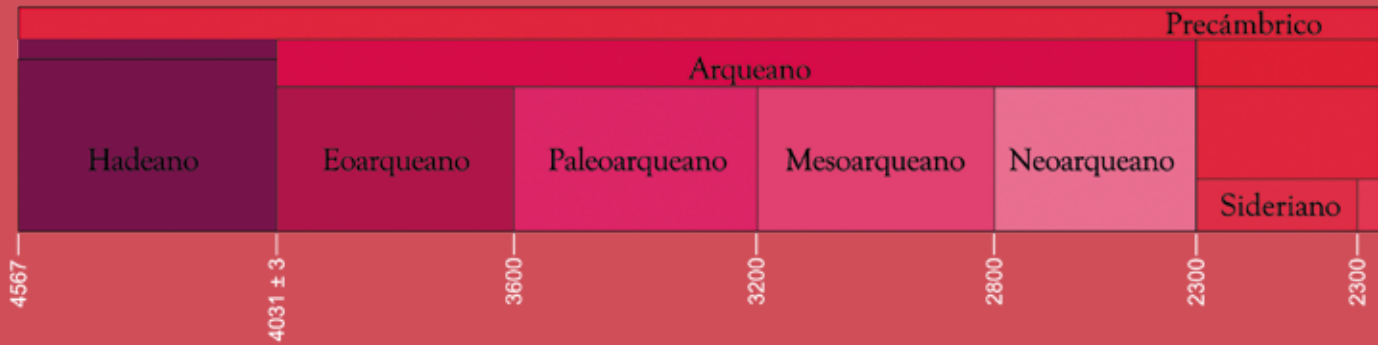 Precámbrico
Arqueano
Hadeano
Eoarqueano
Paleoarqueano
Mesoarqueano
Neoarqueano
Sideriano
4567
4031 ± 3
3600
3200
2800
2300
2300